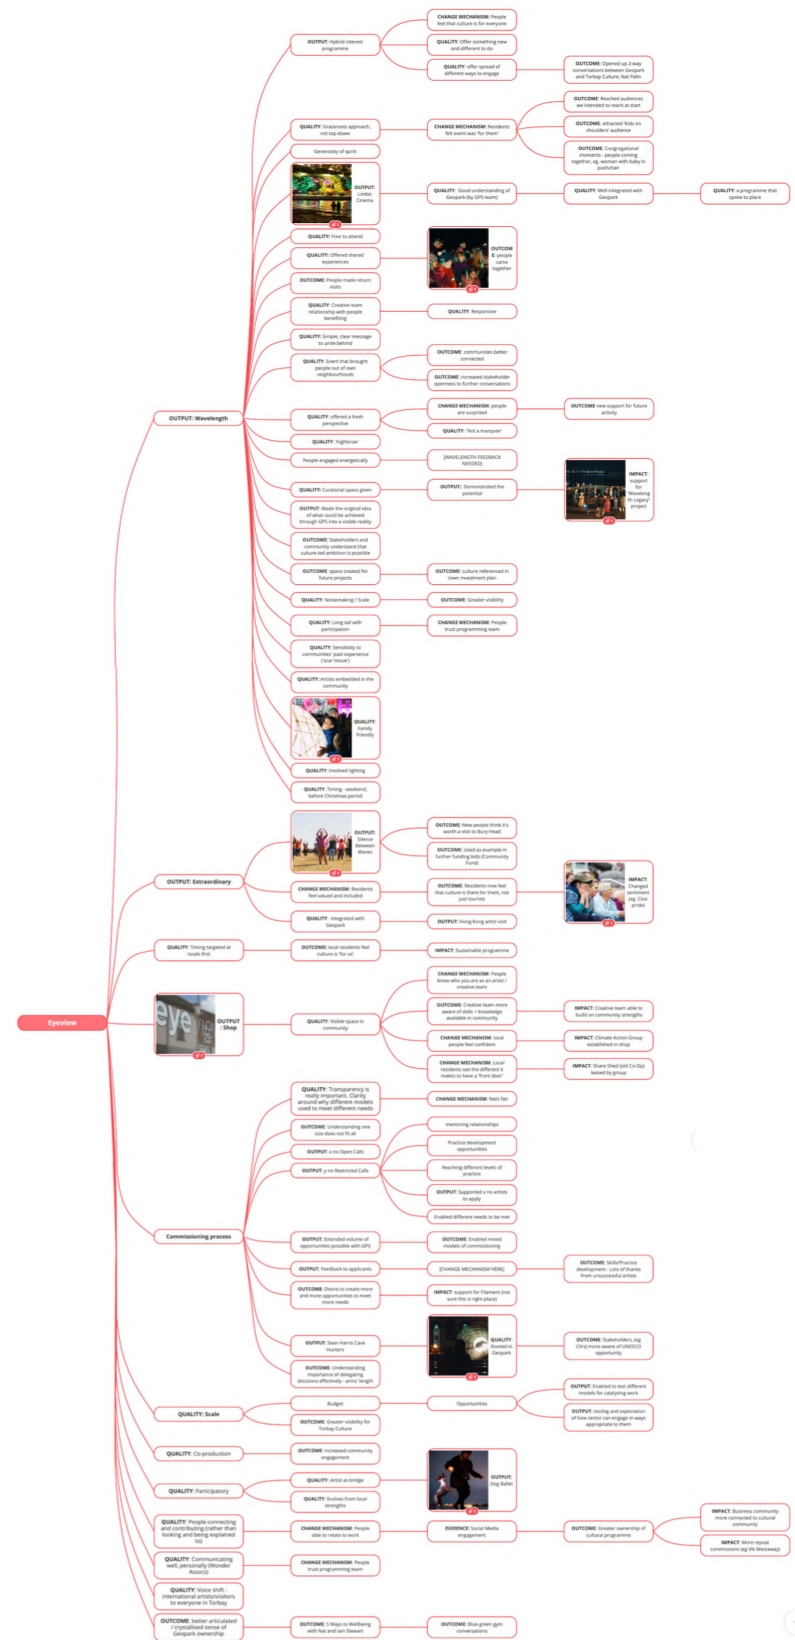 CHANGE MECHANISM: People
feel that culture is for everyone
OUTPUT: Hybrid interest
programme
QUALITY: Offer something new
and different to do
QUALITY: offer spread of
different ways to engage
OUTCOME: Opened up 2-way
conversations between Geopark
and Torbay Culture, Nat Palin
OUTCOME: Reached audiences
we intended to reach at start
QUALITY: Grassroots approach,
not top-down
CHANGE MECHANISM: Residents
felt event was 'for them'
OUTCOME: attracted 'Kids on
shoulders' audience
OUTCOME: Congregational
moments - people coming
together, eg. woman with baby in
pushchair
Generosity of spirit
OUTPUT:
Limbic
Cinema
QUALITY: Good understanding of
Geopark (by GPS team)
QUALITY: Well integrated with
Geopark
QUALITY: a programme that
spoke to place
QUALITY: Free to attend
QUALITY: Offered shared
experiences
OUTCOM
E: people
came
together
OUTCOME: People made return
visits
QUALITY: Creative team
relationship with people
benefiting
QUALITY: Responsive
QUALITY: Simple, clear message
to unite behind
QUALITY: Event that brought
people out of own
neighbourhoods
OUTCOME: communities better
connected
OUTCOME: increased stakeholder
openness to further conversations
OUTPUT: Wavelength
QUALITY: offered a fresh
perspective
CHANGE MECHANISM: people
are surprised
OUTCOME new support for future
activity
QUALITY: 'Not a marquee'
QUALITY: 'highbrow'
People engaged energetically
[WAVELENGTH FEEDBACK
NEEDED]
QUALITY: Curatorial space given
OUTPUT: Demonstrated the
potential
IMPACT:
support
for
'Waveleng
th Legacy'
project
OUTPUT: Made the original idea
of what could be achieved
through GPS into a visible reality
OUTCOME: Stakeholders and
community understand that
culture-led ambition is possible
OUTCOME: space created for
future projects
OUTCOME: culture referenced in
town investment plan
QUALITY: Noisemaking / Scale
OUTCOME: Greater visibility
QUALITY: Long tail with
participation
CHANGE MECHANISM: People
trust programming team
QUALITY: Sensitivity to
communities' past experience
('scar tissue')
QUALITY: Artists embedded in the
community
QUALITY:
Family
Friendly
QUALITY: Involved lighting
QUALITY: Timing - weekend,
before Christmas period
OUTPUT:
Silence
Between
Waves
OUTCOME: New people think it's
worth a visit to Bury Head
OUTCOME: Used as example in
further funding bids (Community
Fund)
OUTPUT: Extraordinary
CHANGE MECHANISM: Residents
feel valued and included
OUTCOME: Residents now feel
that culture is there for them, not
just tourists
IMPACT:
Changed
sentiment
(eg. Civic
pride)
QUALITY: Integrated with
Geopark
OUTPUT: Hong Kong artist visit
QUALITY: Timing targeted at
locals first
OUTCOME: local residents feel
culture is 'for us'
IMPACT: Sustainable programme
Eyeview
eye
OUTPUT
: Shop
QUALITY: Visible space in
community
CHANGE MECHANISM: People
know who you are as an artist /
creative team
OUTCOME: Creative team more
aware of skills + knowledge
available in community
IMPACT: Creative team able to
build on community strengths
CHANGE MECHANISM: local
people feel confident
IMPACT: Climate Action Group
established in shop
CHANGE MECHANISM: Local
residents see the different it
makes to have a 'front door'
IMPACT: Share Shed (old Co-Op)
leased by group
Commissioning process
QUALITY: Transparency is
really important. Clarity
around why different models
used to meet different needs
CHANGE MECHANISM: feels fair
OUTCOME: Understanding one
size does not fit all
OUTPUT: x no Open Calls
OUTPUT: y no Restricted Calls
mentoring relationships
Practice development
opportunities
Reaching different levels of
practice
OUTPUT: Supported x no artists
to apply
Enabled different needs to be met
OUTPUT: Extended volume of
opportunities possible with GPS
OUTCOME: Enabled mixed
models of commissioning
OUTPUT: Feedback to applicants
[CHANGE MECHANISM HERE]
OUTCOME: Skills/Practice
development - Lots of thanks
from unsuccessful artists
OUTCOME: Desire to create more
and more opportunities to meet
more needs
IMPACT: support for Filament (not
sure this is right place)
OUTPUT: Sean Harris Cave
Hunters
QUALITY:
Rooted in
Geopark
OUTCOME: Stakeholders, (eg
Cllrs) more aware of UNESCO
opportunity
OUTCOME: Understanding
importance of delegating
decisions effectively - arms' length
QUALITY: Scale
Budget
Opportunities
OUTPUT: Enabled to test different
models for catalysing work
OUTPUT: testing and exploration
of how sector can engage in ways
appropriate to them
OUTCOME: Greater visibility for
Torbay Culture
QUALITY: Co-production
OUTCOME: increased community
engagement
QUALITY: Participatory
QUALITY: Artist as bridge
OUTPUT:
Dog Ballet
QUALITY: Evolves from local
strengths
QUALITY: People connecting
and contributing (rather than
looking and being explained
to)
CHANGE MECHANISM: People
able to relate to work
EVIDENCE: Social Media
engagement
OUTCOME: Greater ownership of
cultural programme
IMPACT: Business community
more connected to cultural
community
IMPACT: More repeat
commissions (eg Vik Westaway)
QUALITY: Communicating
well, personally (Wonder
Assocs)
CHANGE MECHANISM: People
trust programming team
QUALITY: Voice shift -
international artists/visitors
to everyone in Torbay
OUTCOME: better articulated
/ crystallised sense of
Geopark ownership
OUTCOME: 5 Ways to Wellbeing
with Nat and Iain Stewart
OUTCOME: Blue-green gym
conversations